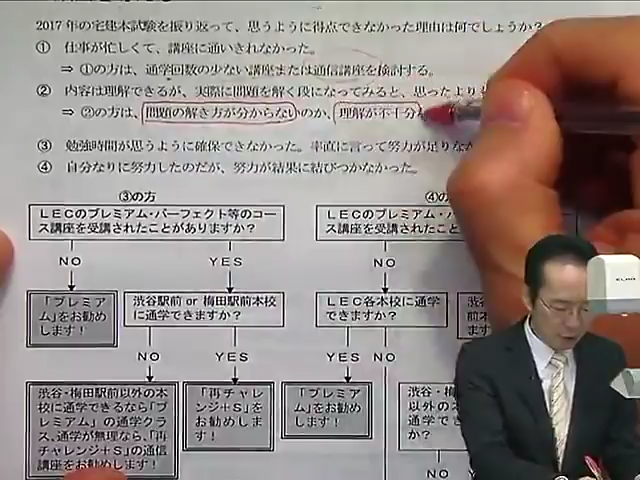 2017年の宅建本試験を振り返って、思うように得点できなかった理由は何でしょうか？
① 仕事が忙しくて、講座に通いきれなかった。
⇒ ①の方は、通学回数の少ない講座または通信講座を検討する。
② 内容は理解できるが、実際に問題を解く段になってみると、思ったより
⇒ ②の方は、問題の解き方が分からないのか、理解が不十分
③ 勉強時間が思うように確保できなかった。率直に言って努力が足りな
④ 自分なりに努力したのだが、努力が結果に結びつかなかった。
③の方
④の
LECのプレミアム・パーフェクト等のコー
ス講座を受講されたことがありますか？
LECのプレミアム・パ
ス講座を受講されたこ
NO
YES
NO
「プレミア
ム」をお勧め
します！
渋谷駅前 or 梅田駅前本校
に通学できますか？
LEC各本校に通学
できますか？
渋
前本
NO
YES
YES
NO
渋谷・梅田駅前以外の本
校に通学できるなら「プ
レミアム」の通学クラ
ス、通学が無理なら、「再
チャレンジ＋S」の通信
講座をお勧めします！
「再チャレ
ンジ＋S」を
お勧めしま
す！
「プレミア
ム」をお勧め
します！
渋谷・梅
以外の
通学で
か？
NO
YO
ELMO